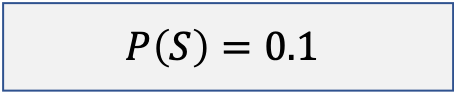 P(S) = 0.1